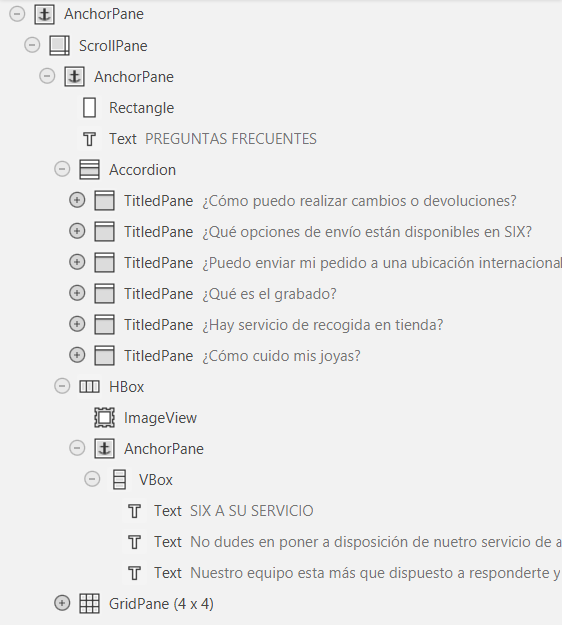 AnchorPane
ScrollPane
AnchorPane
Rectangle
Text PREGUNTAS FRECUENTES
Accordion
TitledPane ¿Cómo puedo realizar cambios o devoluciones?
TitledPane ¿Qué opciones de envío están disponibles en SIX?
TitledPane ¿Puedo enviar mi pedido a una ubicación internacional
TitledPane ¿Qué es el grabado?
TitledPane ¿Hay servicio de recogida en tienda?
TitledPane ¿Cómo cuido mis joyas?
HBox
ImageView
AnchorPane
VBox
Text SIX A SU SERVICIO
Text No dudes en poner a disposición de nuetro servicio de a
Text Nuestro equipo esta más que dispuesto a responderte y
GridPane (4 x 4)